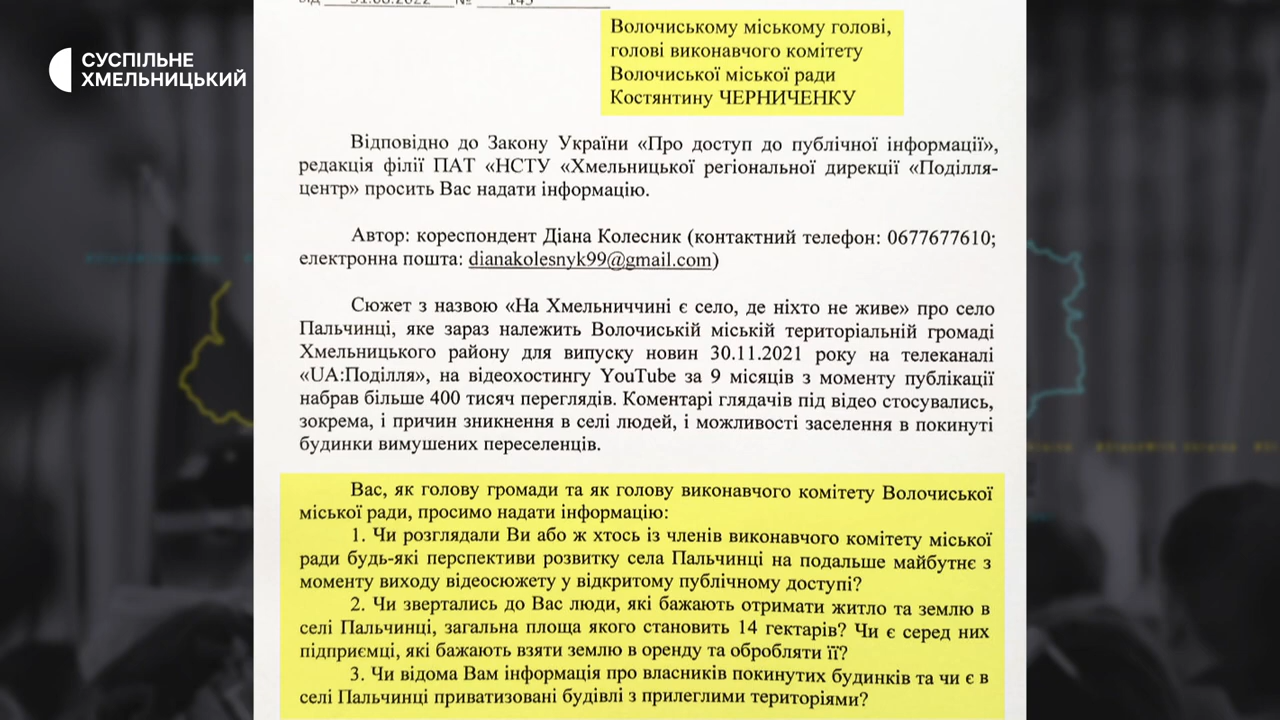 від 31.08.2022 № 145
СУСПІЛЬНЕ
ХМЕЛЬНИЦЬКИЙ
Волочиському міському голові,
голові виконавчого комітету
Волочиської міської ради
Костянтину ЧЕРНИЧЕНКУ
Відповідно до Закону України «Про доступ до публічної інформації»,
редакція філії ПАТ «НСТУ «Хмельницької регіональної дирекції «Поділля-
центр» просить Вас надати інформацію.
Автор: кореспондент Діана Колесник (контактний телефон: 0677677610;
електронна пошта: dianakolesnyk99@gmail.com)
Сюжет з назвою «На Хмельниччині є село, де ніхто не живе» про село
Пальчинці, яке зараз належить Волочиській міській територіальній громаді
Хмельницького району для випуску новин 30.11.2021 року на телеканалі
«UA:Поділля», на відеохостингу YouTube за 9 місяців з моменту публікації
набрав більше 400 тисяч переглядів. Коментарі глядачів під відео стосувались,
зокрема, і причин зникнення в селі людей, і можливості заселення в покинуті
будинки вимушених переселенців.
Вас, як голову громади та як голову виконавчого комітету Волочиської
міської ради, просимо надати інформацію:
1. Чи розглядали Ви або ж хтось із членів виконавчого комітету міської
ради будь-які перспективи розвитку села Пальчинці на подальше майбутнє з
моменту виходу відеосюжету у відкритому публічному доступі?
2. Чи звертались до Вас люди, які бажають отримати житло та землю в
селі Пальчинці, загальна площа якого становить 14 гектарів? Чи є серед них
підприємці, які бажають взяти землю в оренду та обробляти її?
3. Чи відома Вам інформація про власників покинутих будинків та чи є в
селі Пальчинці приватизовані будівлі з прилеглими територіями?